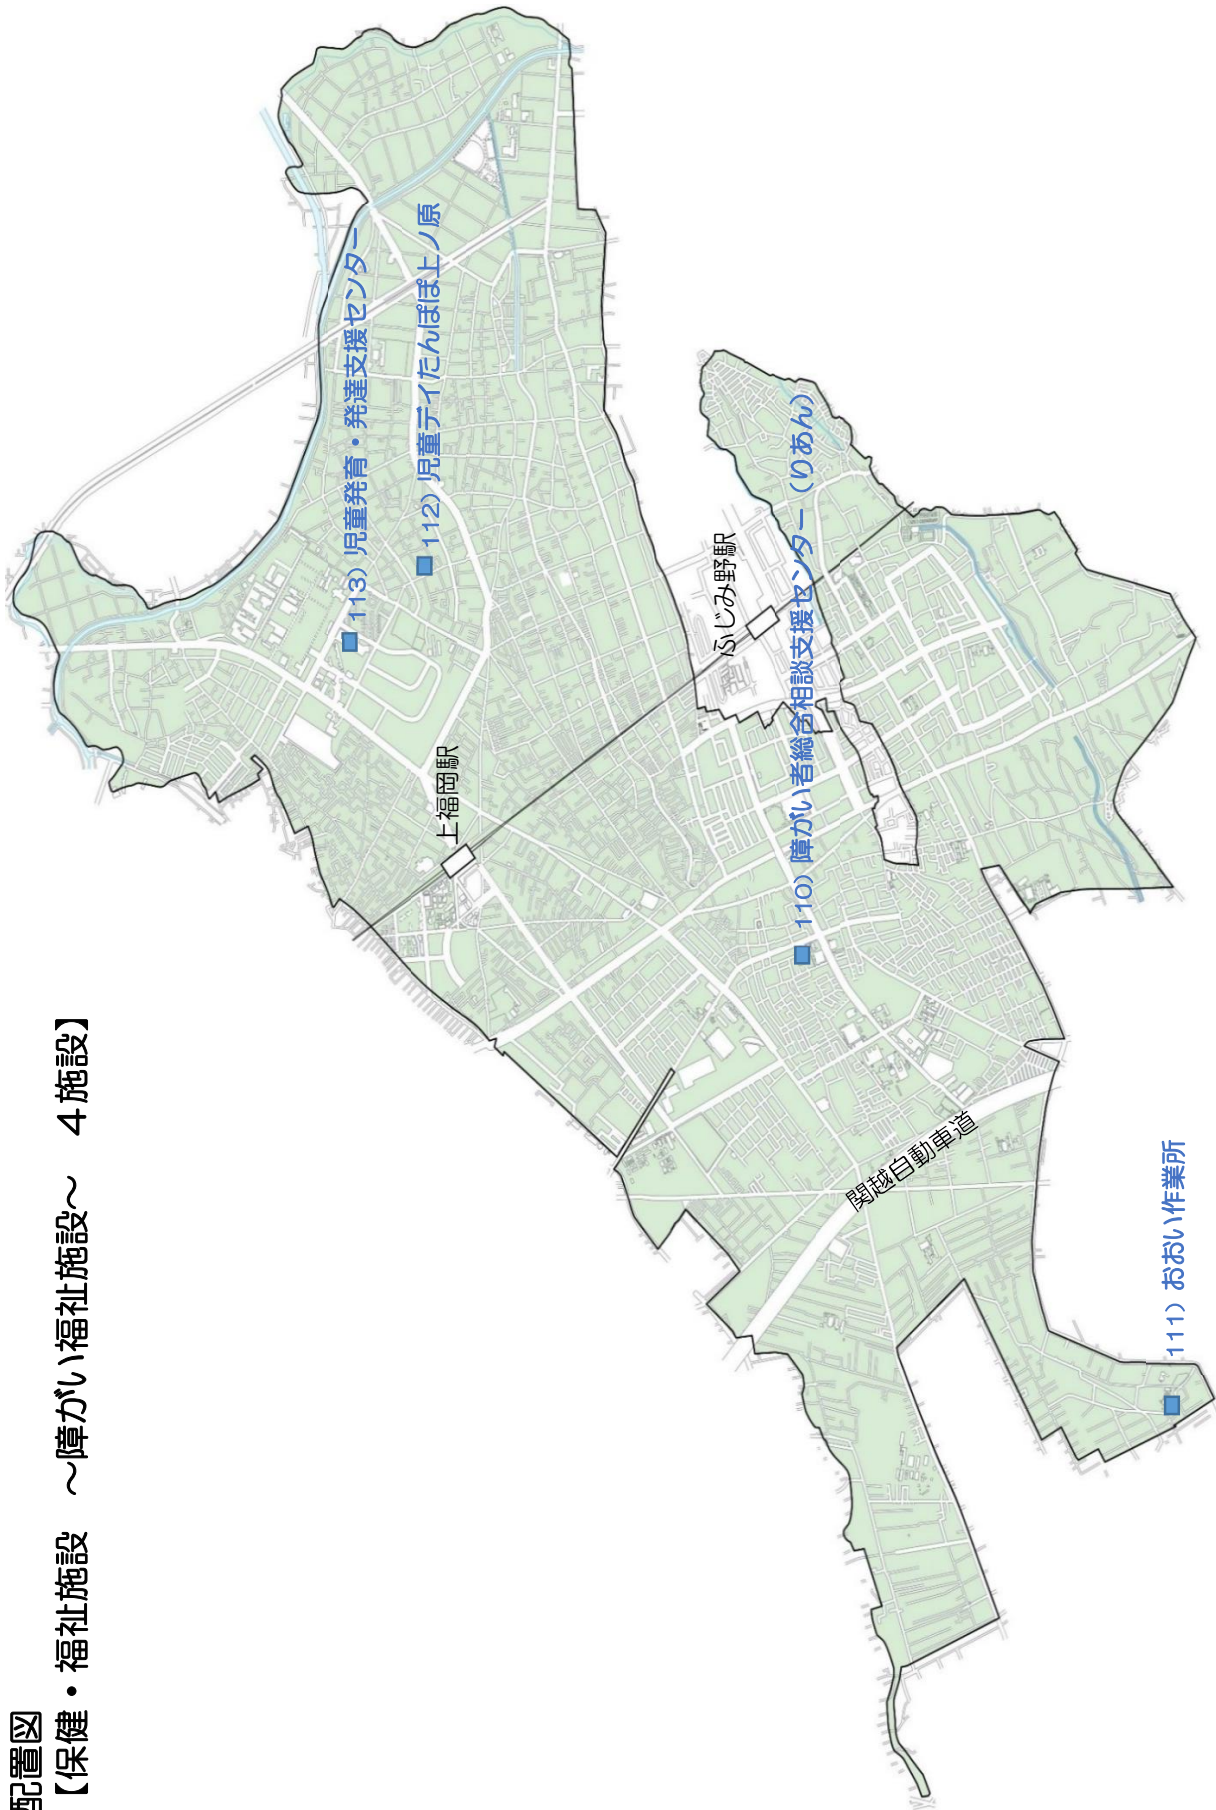 配置図
【保健・福祉施設　～障がい福祉施設～　４施設】
113）児童発育・発達支援センター
112）児童デイたんぽぽ上ノ原
上福岡駅
ふじみ野駅
110）障がい者総合相談支援センター（りあん）
関越自動車道
111）おおい作業所